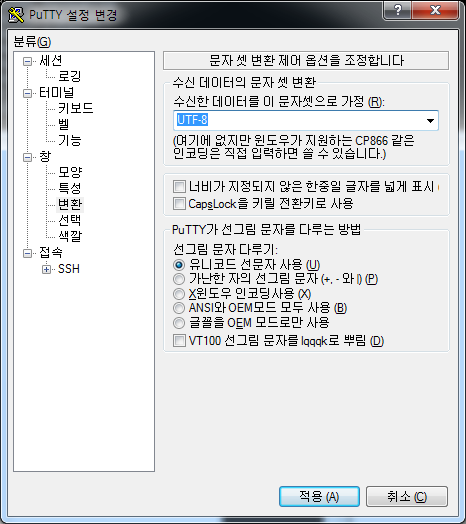 PuTTY 설정 변경
분류(G)
세션
로깅
터미널
키보드
벨
기능
창
모양
특성
변환
선택
색깔
접속
SSH
문자 셋 변환 제어 옵션을 조정합니다
수신 데이터의 문자 셋 변환
수신한 데이터를 이 문자셋으로 가정 (R):
UTF-8
(여기에 없지만 윈도우가 지원하는 CP866 같은
인코딩은 직접 입력하면 쓸 수 있습니다.)
너비가 지정되지 않은 한중일 글자를 넓게 표시 (
CapsLock을 키릴 전환키로 사용
PuTTY가 선그림 문자를 다루는 방법
선그림 문자 다루기:
유니코드 선문자 사용 (U)
가난한 자의 선그림 문자 (+, - 와 |) (P)
X윈도우 인코딩사용 (X)
ANSI와 OEM모드 모두 사용 (B)
글꼴을 OEM 모드로만 사용
VT100 선그림 문자를 lqqqk로 뿌림 (D)
적용 (A)
취소 (C)